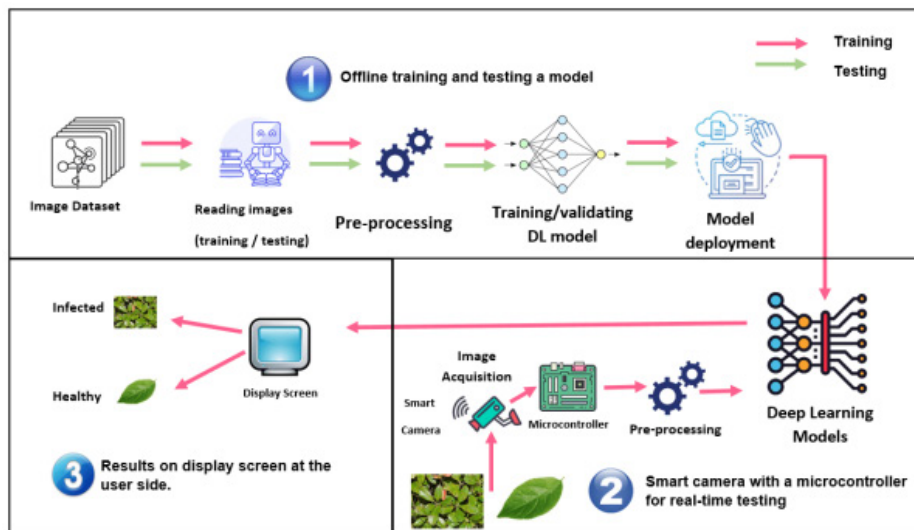 Training
Testing
1
Offline training and testing a model
Image Dataset
Reading images
(training / testing)
Pre-processing
Training/validating
DL model
Model
deployment
Infected
Healthy
Display Screen
3
Results on display screen at the
user side.
Image
Acquisition
Smart
Camera
Microcontroller
Pre-processing
Deep Learning
Models
2
Smart camera with a microcontroller
for real-time testing